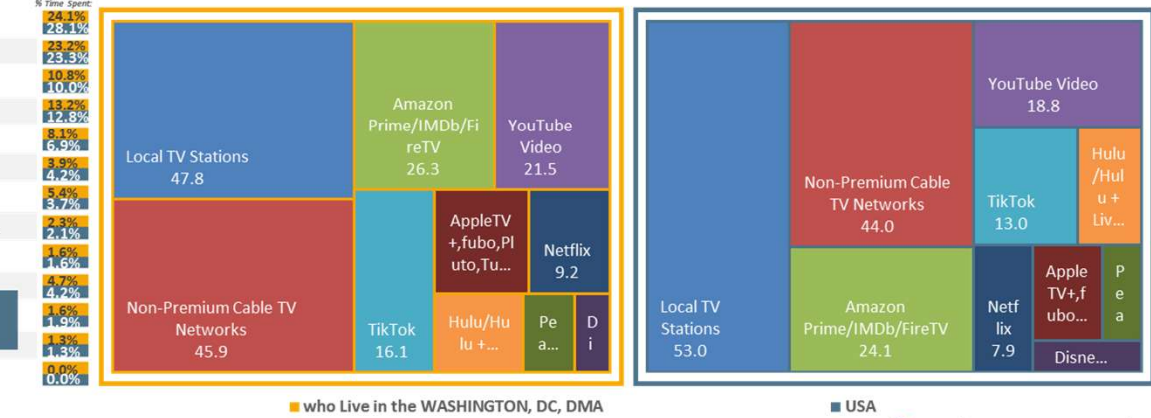 % Time Spent:
24.1%
28.1%
23.2%
23.3%
10.8%
10.0%
13.2%
12.8%
8.1%
6.9%
3.9%
4.2%
5.4%
3.7%
2.3%
2.1%
1.6%
1.6%
4.7%
4.2%
1.6%
1.9%
1.3%
1.3%
0.0%
0.0%
Local TV Stations
47.8
Non-Premium Cable TV
Networks
45.9
Amazon
Prime/IMDb/Fi
reTV
26.3
YouTube
Video
21.5
TikTok
16.1
AppleTV
+,fubo,Pl
uto,Tu...
Netflix
9.2
Hulu/Hu
lu +...
Pe
a...
D
i
Local TV
Stations
53.0
Non-Premium Cable
TV Networks
44.0
Amazon
Prime/IMDb/FireTV
24.1
YouTube Video
18.8
TikTok
13.0
Hulu
/Hul
u +
Liv...
Netf
lix
7.9
Apple
TV+,f
ubo...
P
e
a
Disne...
who Live in the WASHINGTON, DC, DMA
USA